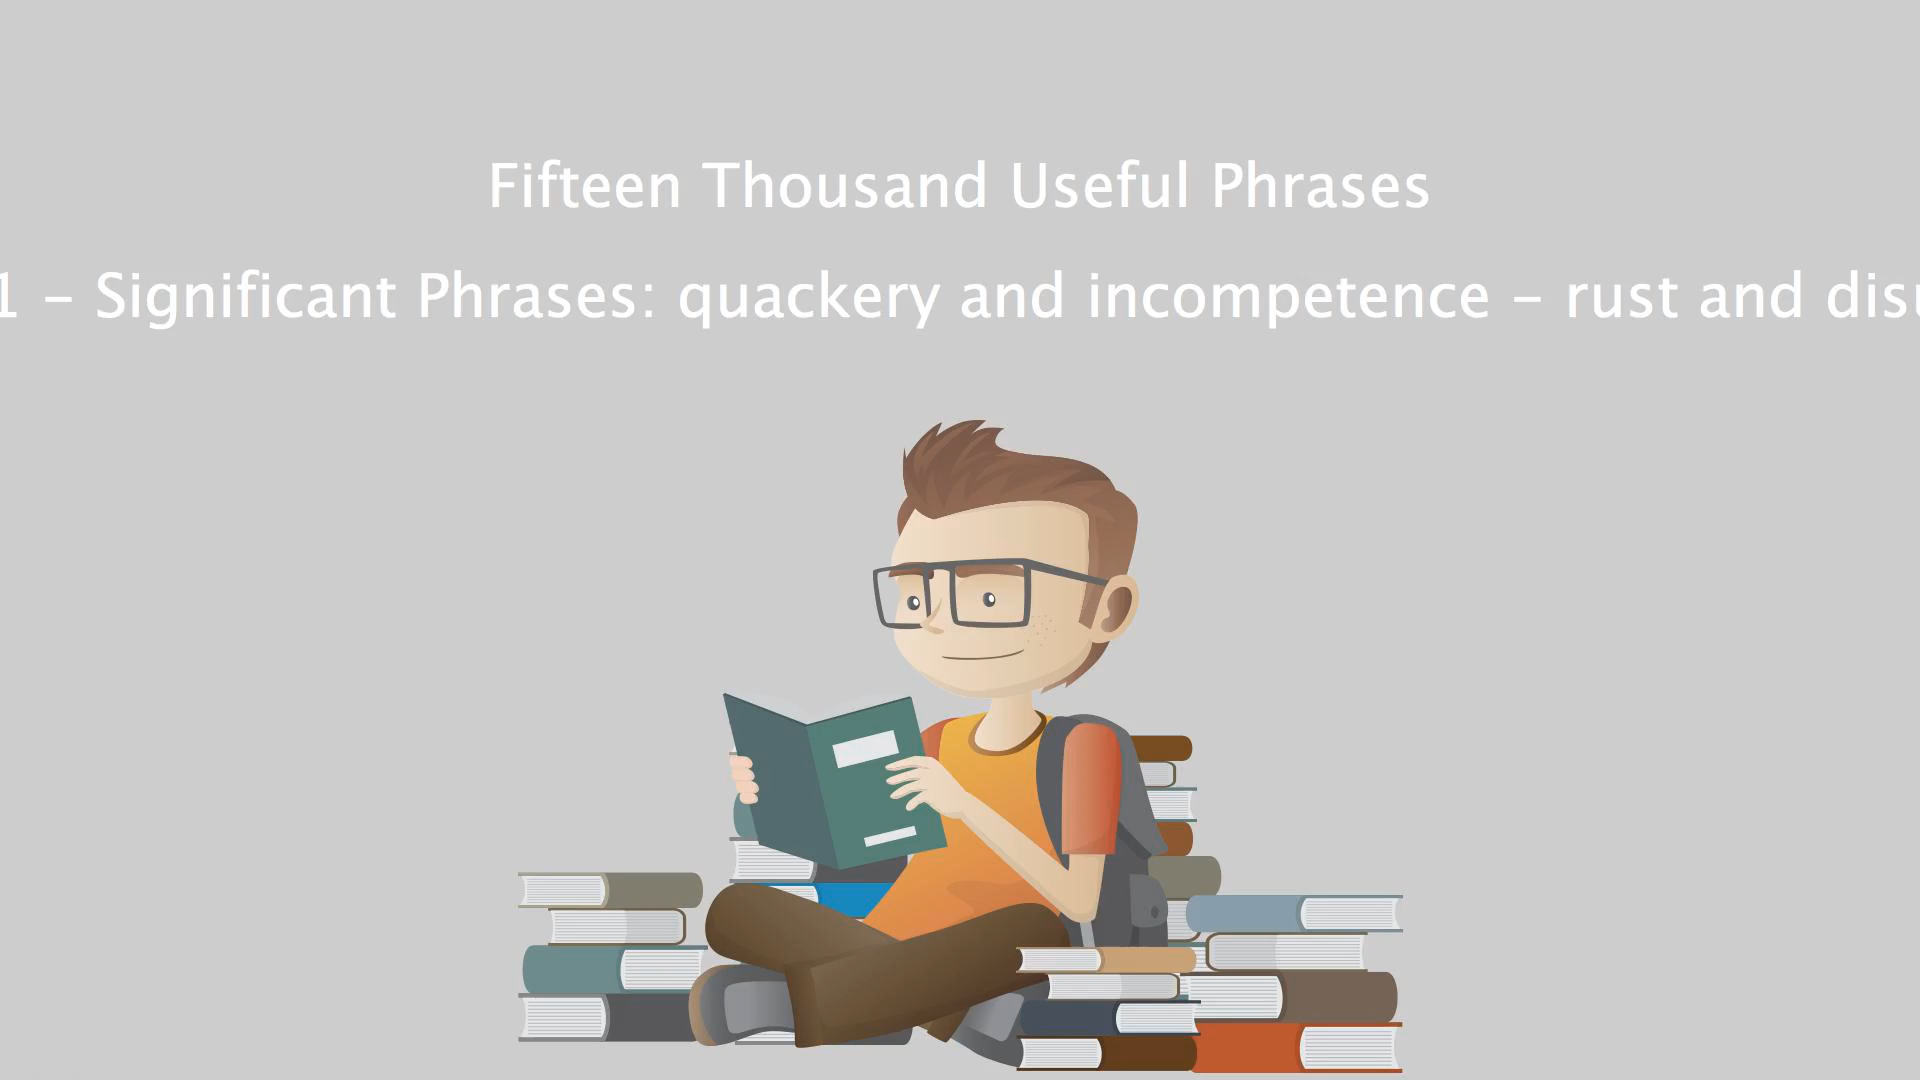 Fifteen Thousand Useful Phrases
1 – Significant Phrases: quackery and incompetence – rust and